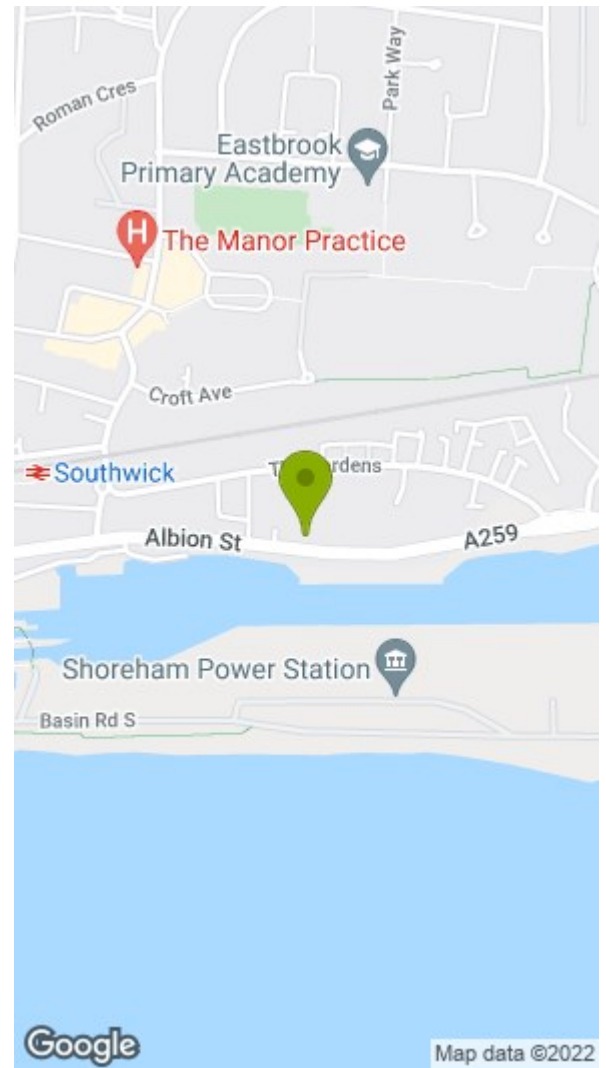 Park Way
Roman Cres
Eastbrook
Primary Academy
H
The Manor Practice
Croft Ave
Southwick
Albion St
A259
Shoreham Power Station
Basin Rd S
Google
Map data ©2022